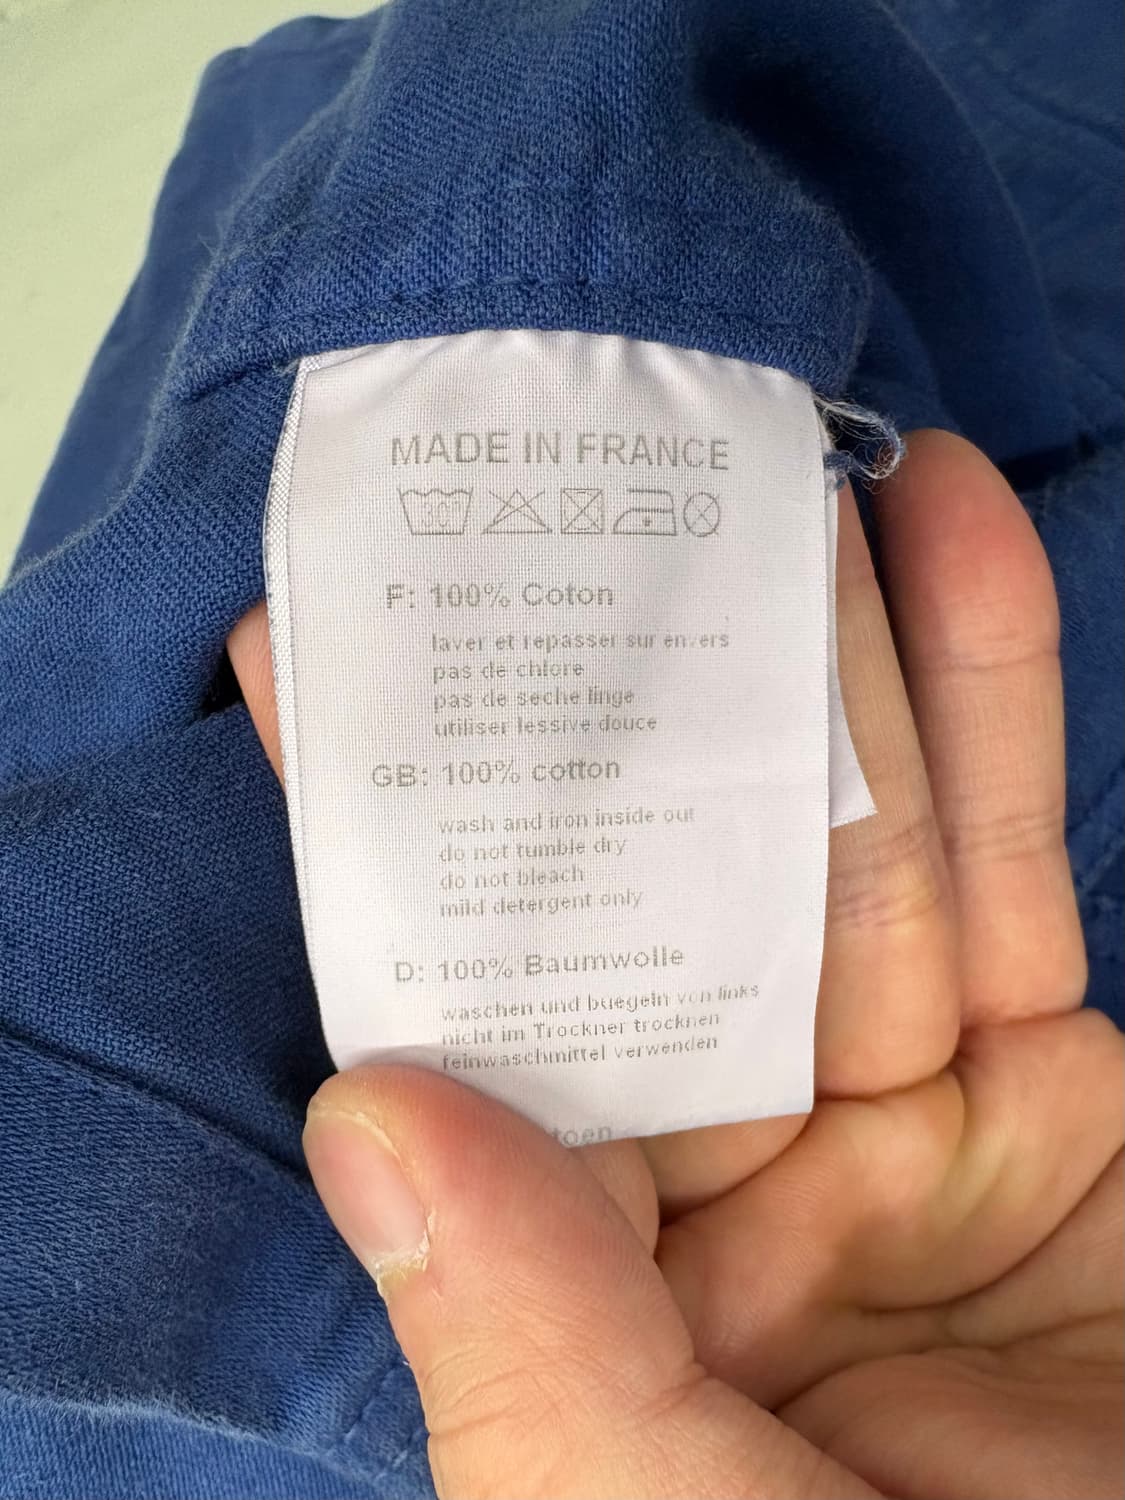 MADE IN FRANCE
30°
F: 100% Coton
laver et repasser sur envers
pas de chlore
pas de seche linge
utiliser lessive douce
GB: 100% cotton
wash and iron inside out
do not tumble dry
do not bleach
mild detergent only
D: 100% Baumwolle
waschen und buegeln von links
nicht im Trockner trocknen
feinwaschmittel verwenden